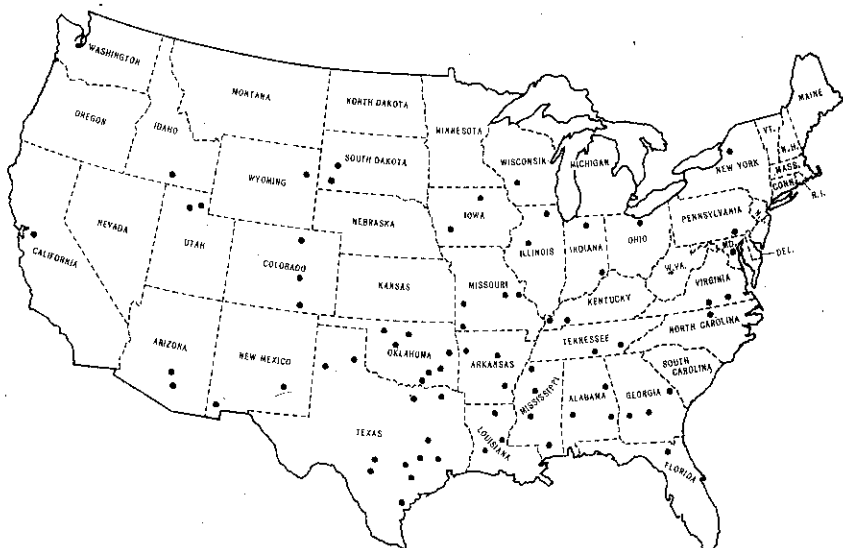 WASHINGTON
MONTANA
NORTH DAKOTA
MINNESOTA
MAINE
VT.
N.H.
OREGON
IDAHO
SOUTH DAKOTA
WISCONSIN
MICHIGAN
NEW YORK
MASS.
CONN.
R.I.
WYOMING
NEBRASKA
IOWA
PENNSYLVANIA
NEVADA
UTAH
COLORADO
ILLINOIS
INDIANA
OHIO
MD.
DEL.
CALIFORNIA
KANSAS
MISSOURI
W.VA.
VIRGINIA
KENTUCKY
ARIZONA
NEW MEXICO
OKLAHOMA
ARKANSAS
TENNESSEE
NORTH CAROLINA
SOUTH
CAROLINA
TEXAS
LOUISIANA
MISSISSIPPI
ALABAMA
GEORGIA
FLORIDA